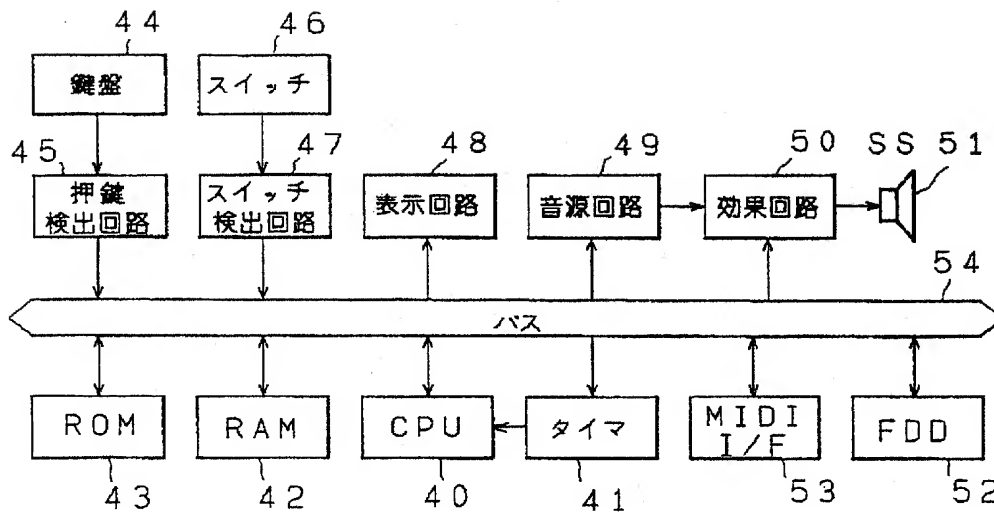 44
46
鍵盤
スイッチ
45
47
48
49
50
SS 51
押鍵
検出回路
スイッチ
検出回路
表示回路
音源回路
効果回路
54
バス
ROM
RAM
CPU
タイマ
MIDI
I/F
FDD
43
42
40
41
53
52